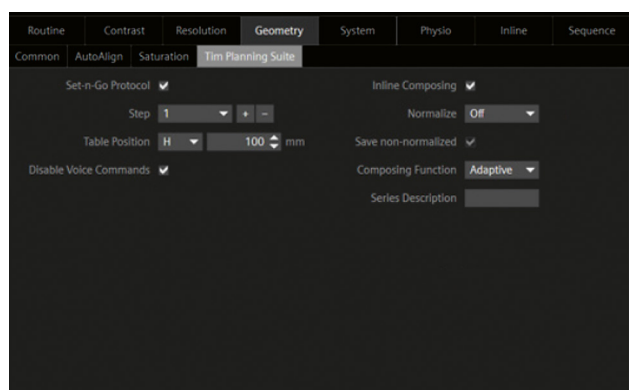 Routine Contrast Resolution Geometry System Physio Inline Sequence
Common AutoAlign Saturation Tim Planning Suite
Set-n-Go Protocol Inline Composing
Step 1 + - Normalize Off
Table Position H 100 mm Save non-normalized
Disable Voice Commands Composing Function Adaptive
Series Description